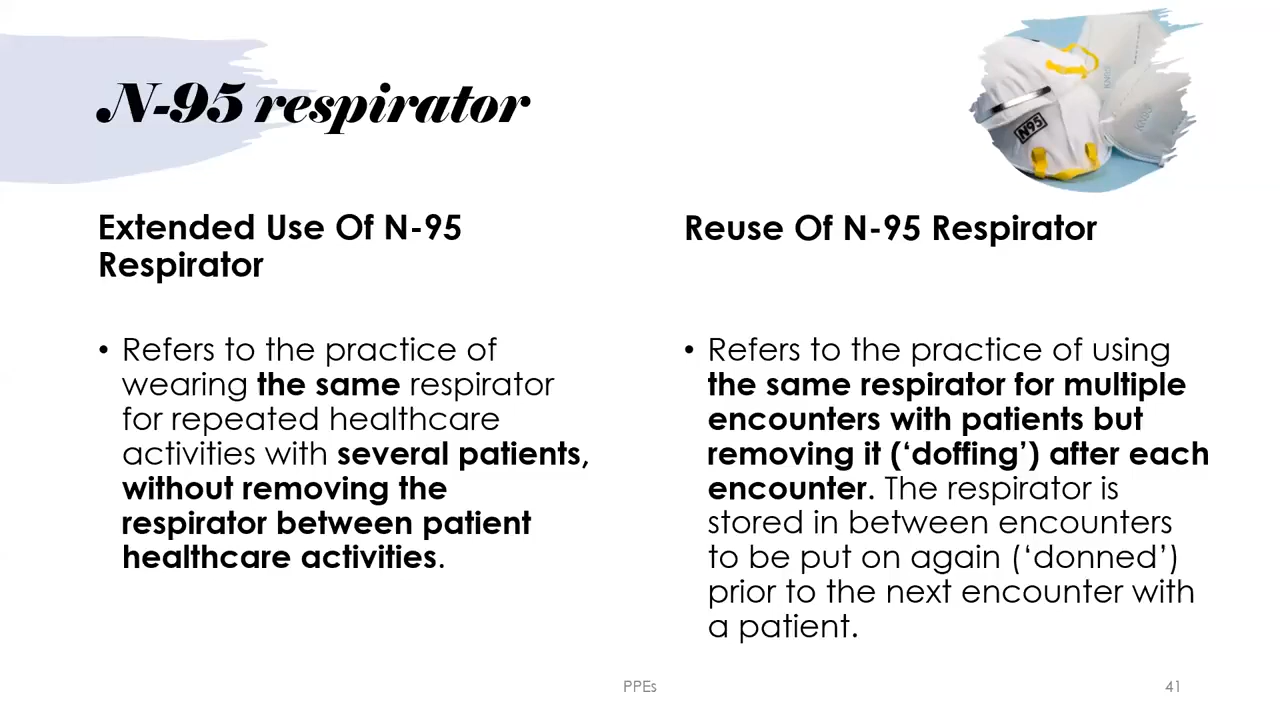 N-95 respirator
N95
Extended Use Of N-95
Respirator
• Refers to the practice of
wearing the same respirator
for repeated healthcare
activities with several patients,
without removing the
respirator between patient
healthcare activities.
Reuse Of N-95 Respirator
• Refers to the practice of using
the same respirator for multiple
encounters with patients but
removing it (‘doffing’) after each
encounter. The respirator is
stored in between encounters
to be put on again (‘donned’)
prior to the next encounter with
a patient.
PPEs
41